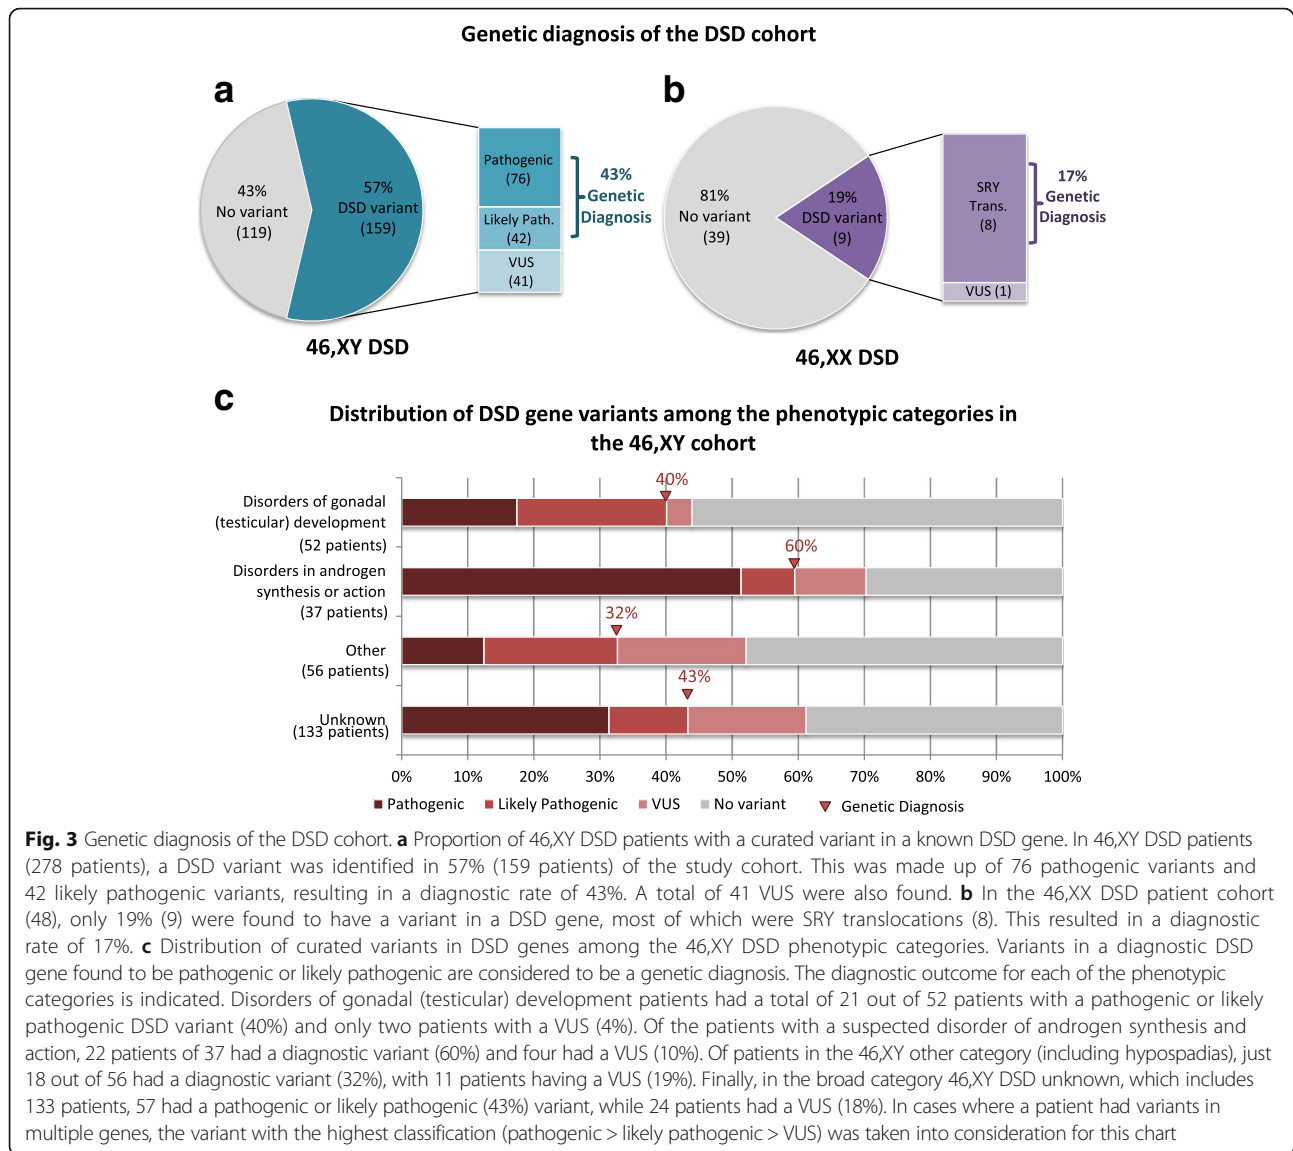 Genetic diagnosis of the DSD cohort
a
43%
No variant
(119)
57%
DSD variant
(159)
Pathogenic
(76)
Likely Path.
(42)
VUS
(41)
43%
Genetic
Diagnosis
46,XY DSD
b
81%
No variant
(39)
19%
DSD variant
(9)
SRY
Trans.
(8)
VUS (1)
17%
Genetic
Diagnosis
46,XX DSD
c
Distribution of DSD gene variants among the phenotypic categories in
the 46,XY cohort
Disorders of gonadal
(testicular) development
(52 patients)
40%
Disorders in androgen
synthesis or action
(37 patients)
60%
Other
(56 patients)
32%
Unknown
(133 patients)
43%
0% 10% 20% 30% 40% 50% 60% 70% 80% 90% 100%
Pathogenic Likely Pathogenic VUS No variant Genetic Diagnosis
Fig. 3 Genetic diagnosis of the DSD cohort. a Proportion of 46,XY DSD patients with a curated variant in a known DSD gene. In 46,XY DSD patients
(278 patients), a DSD variant was identified in 57% (159 patients) of the study cohort. This was made up of 76 pathogenic variants and
42 likely pathogenic variants, resulting in a diagnostic rate of 43%. A total of 41 VUS were also found. b In the 46,XX DSD patient cohort
(48), only 19% (9) were found to have a variant in a DSD gene, most of which were SRY translocations (8). This resulted in a diagnostic
rate of 17%. c Distribution of curated variants in DSD genes among the 46,XY DSD phenotypic categories. Variants in a diagnostic DSD
gene found to be pathogenic or likely pathogenic are considered to be a genetic diagnosis. The diagnostic outcome for each of the phenotypic
categories is indicated. Disorders of gonadal (testicular) development patients had a total of 21 out of 52 patients with a pathogenic or likely
pathogenic DSD variant (40%) and only two patients with a VUS (4%). Of the patients with a suspected disorder of androgen synthesis and
action, 22 patients of 37 had a diagnostic variant (60%) and four had a VUS (10%). Of patients in the 46,XY other category (including hypospadias), just
18 out of 56 had a diagnostic variant (32%), with 11 patients having a VUS (19%). Finally, in the broad category 46,XY DSD unknown, which includes
133 patients, 57 had a pathogenic or likely pathogenic (43%) variant, while 24 patients had a VUS (18%). In cases where a patient had variants in
multiple genes, the variant with the highest classification (pathogenic > likely pathogenic > VUS) was taken into consideration for this chart